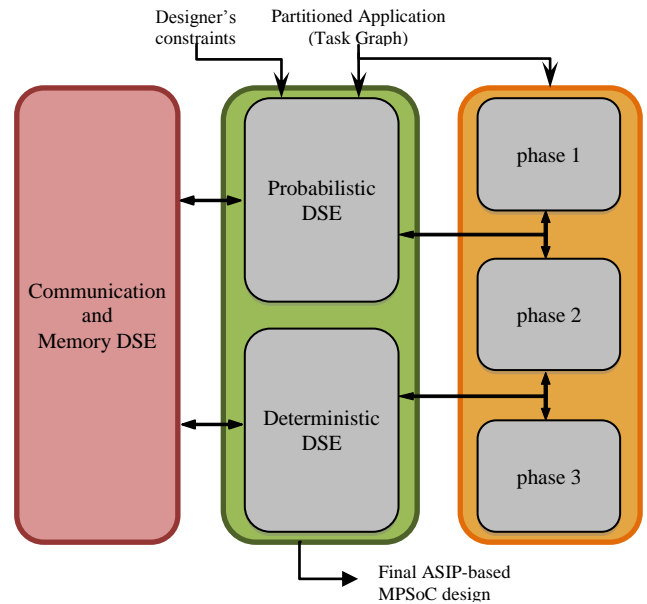 Designer's
constraints
Partitioned Application
(Task Graph)
phase 1
Probabilistic
DSE
Communication
and
Memory DSE
phase 2
Deterministic
DSE
phase 3
Final ASIP-based
MPSoC design